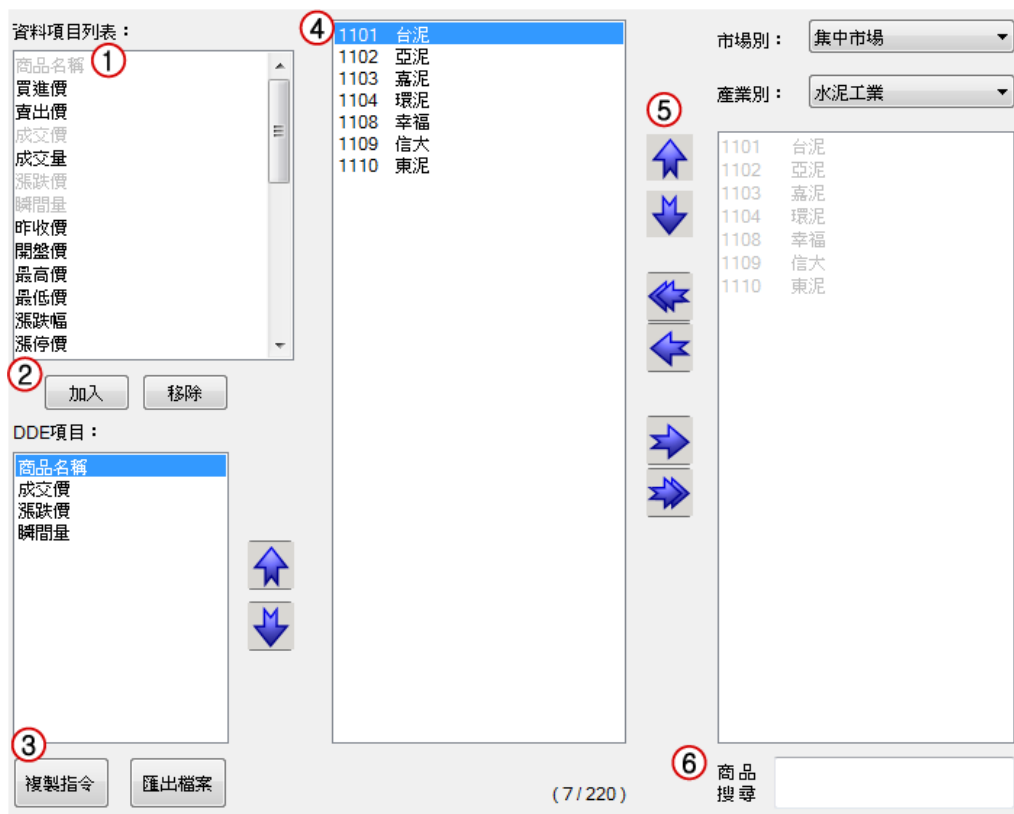 資料項目列表：
①
商品名稱
買進價
賣出價
成交價
成交量
漲跌價
瞬間量
昨收價
開盤價
最高價
最低價
漲跌幅
漲停價
②
加入
移除
DDE項目：
商品名稱
成交價
漲跌價
瞬間量
③
複製指令
匯出檔案
④
1101 台泥
1102 亞泥
1103 嘉泥
1104 環泥
1108 幸福
1109 信大
1110 東泥
(7/220)
⑤
市場別：
集中市場
產業別：
水泥工業
1101 台泥
1102 亞泥
1103 嘉泥
1104 環泥
1108 幸福
1109 信大
1110 東泥
⑥
商品
搜尋